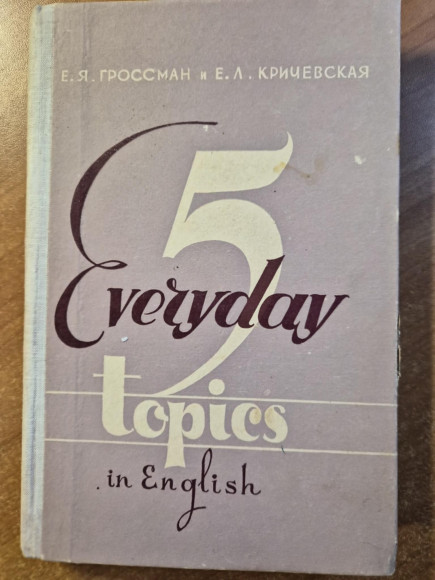 Е. Я. ГРОССМАН и Е. Л. КРИЧЕВСКАЯ
5
Everyday
topics
in English